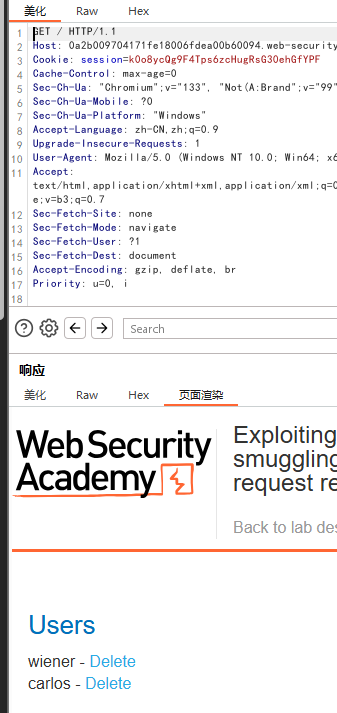 美化 Raw Hex
1 GET / HTTP/1.1
2 Host: 0a2b009704171fe18006fdea00b60094.web-security
3 Cookie: session=kOo8ycQg9F4Tps6zcHugRsG30ehGfYPF
4 Cache-Control: max-age=0
5 Sec-Ch-Ua: "Chromium";v="133", "Not(A:Brand";v="99"
6 Sec-Ch-Ua-Mobile: ?0
7 Sec-Ch-Ua-Platform: "Windows"
8 Accept-Language: zh-CN,zh;q=0.9
9 Upgrade-Insecure-Requests: 1
10 User-Agent: Mozilla/5.0 (Windows NT 10.0; Win64; x6
11 Accept:
text/html,application/xhtml+xml,application/xml;q=0
e;v=b3;q=0.7
12 Sec-Fetch-Site: none
13 Sec-Fetch-Mode: navigate
14 Sec-Fetch-User: ?1
15 Sec-Fetch-Dest: document
16 Accept-Encoding: gzip, deflate, br
17 Priority: u=0, i
18
Search
响应
美化 Raw Hex 页面渲染
Web Security
Academy
Exploiting
smuggling
request re
Back to lab des
Users
wiener - Delete
carlos - Delete